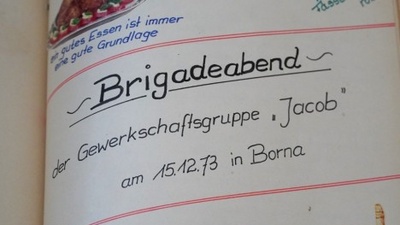 ein gutes Essen ist immer
eine gute Grundlage
~ Brigadeabend ~
der Gewerkschaftsgruppe „Jacob"
am 15.12.73 in Borna